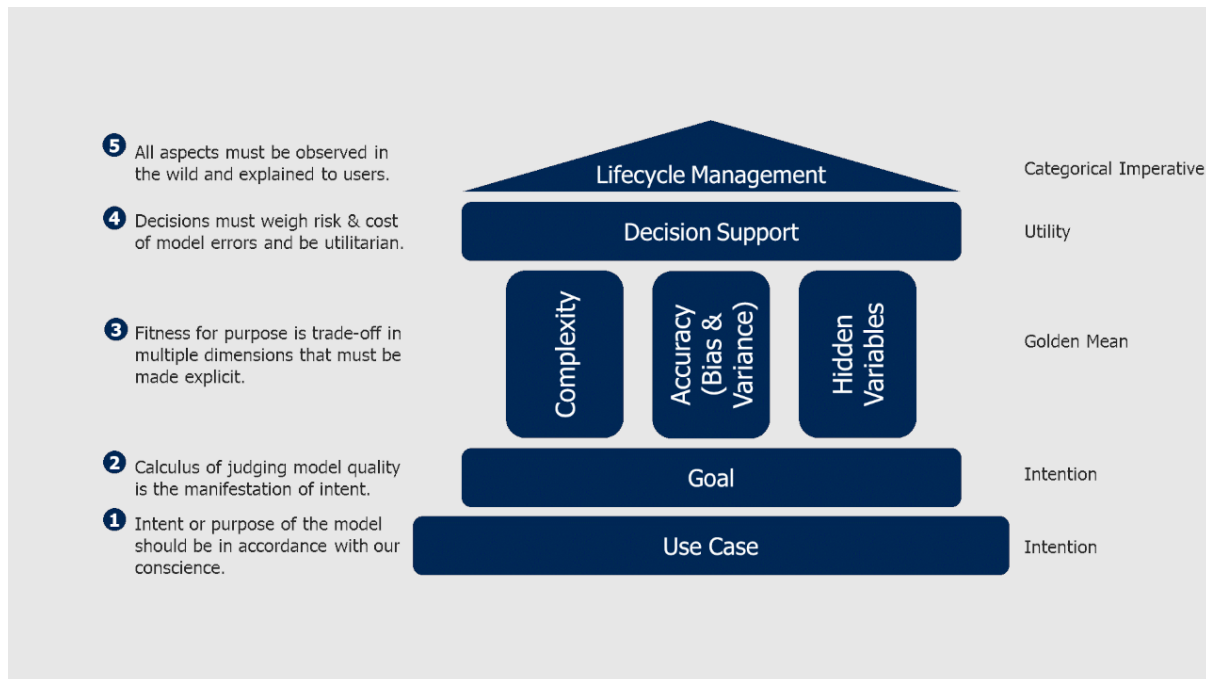 5 All aspects must be observed in
the wild and explained to users.
Lifecycle Management
Categorical Imperative
4 Decisions must weigh risk & cost
of model errors and be utilitarian.
Decision Support
Utility
3 Fitness for purpose is trade-off in
multiple dimensions that must be
made explicit.
Complexity
Accuracy
(Bias &
Variance)
Hidden
Variables
Golden Mean
2 Calculus of judging model quality
is the manifestation of intent.
Goal
Intention
1 Intent or purpose of the model
should be in accordance with our
conscience.
Use Case
Intention